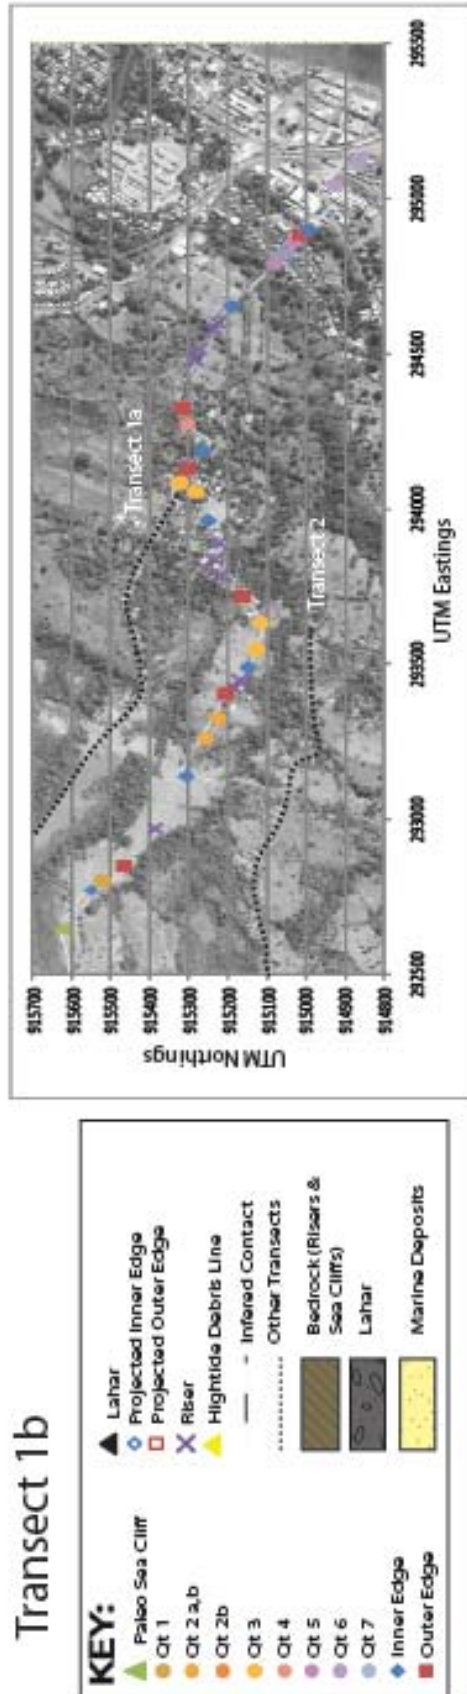 Transect 1b
KEY:
Paleo Sea Cliff
Qt 1
Qt 2 a,b
Qt 2b
Qt 3
Qt 4
Qt 5
Qt 6
Qt 7
Inner Edge
Outer Edge
Lahar
Projected Inner Edge
Projected Outer Edge
Riser
Hightide Debris Line
Infered Contact
Other Transects
Bedrock (Risers &
Sea Cliffs)
Lahar
Marine Deposits
UTM Northings
915700
915600
915500
915400
915300
915200
915100
915000
914900
914800
Transect 1a
Transect 2
292500
293000
293500
294000
294500
295000
295500
UTM Eastings